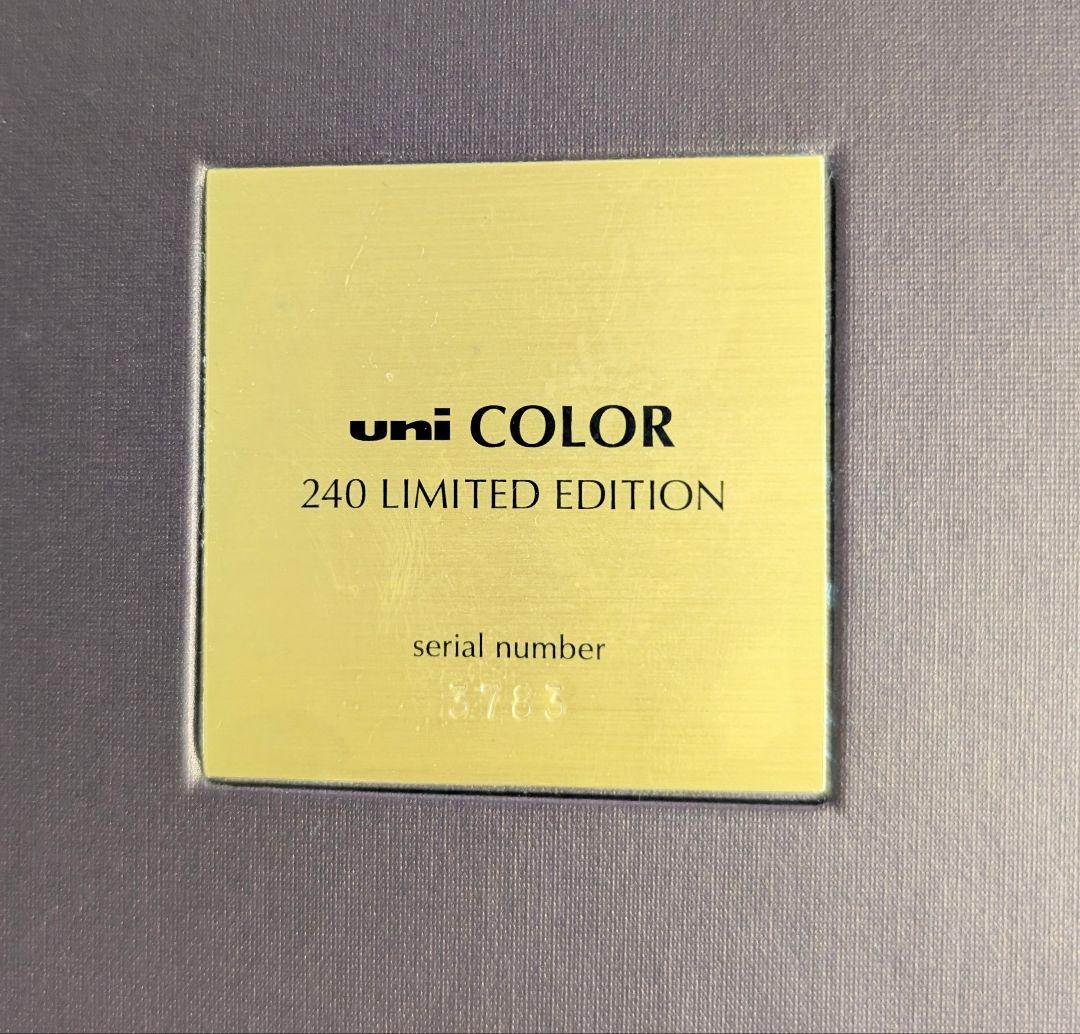 uni COLOR
240 LIMITED EDITION
serial number
3783